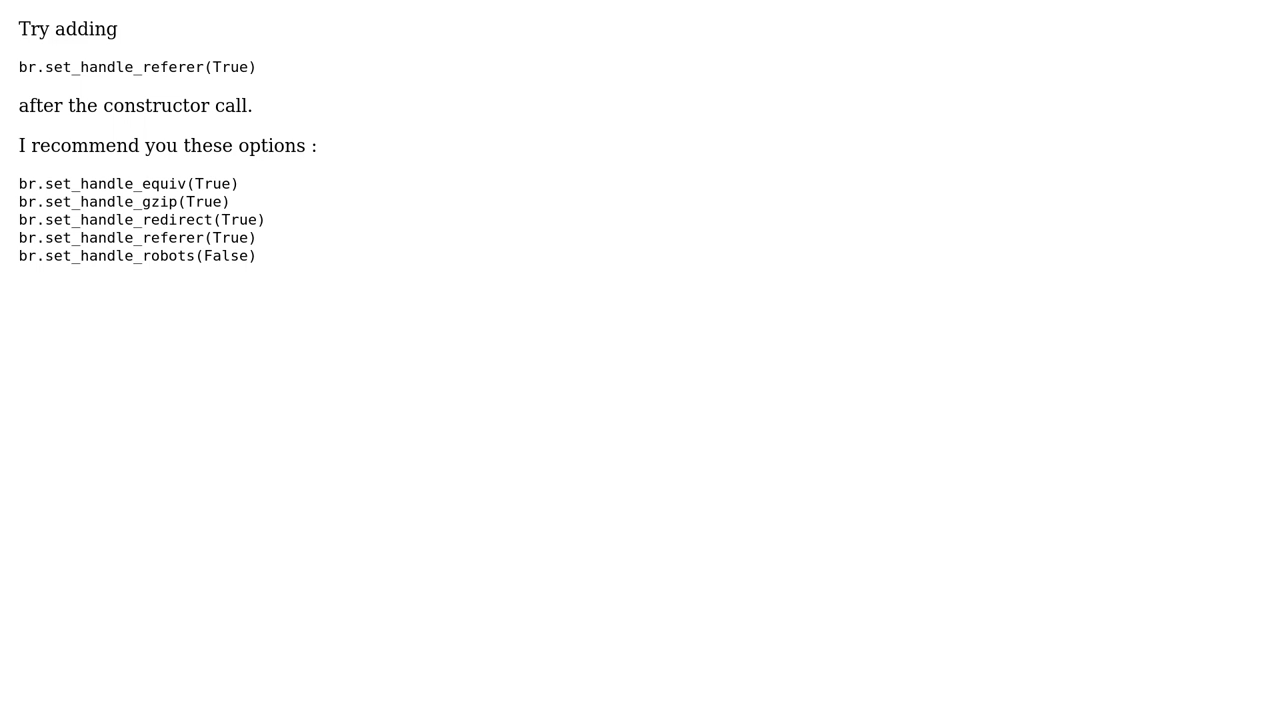 Try adding
br.set_handle_referer(True)
after the constructor call.
I recommend you these options :
br.set_handle_equiv(True)
br.set_handle_gzip(True)
br.set_handle_redirect(True)
br.set_handle_referer(True)
br.set_handle_robots(False)